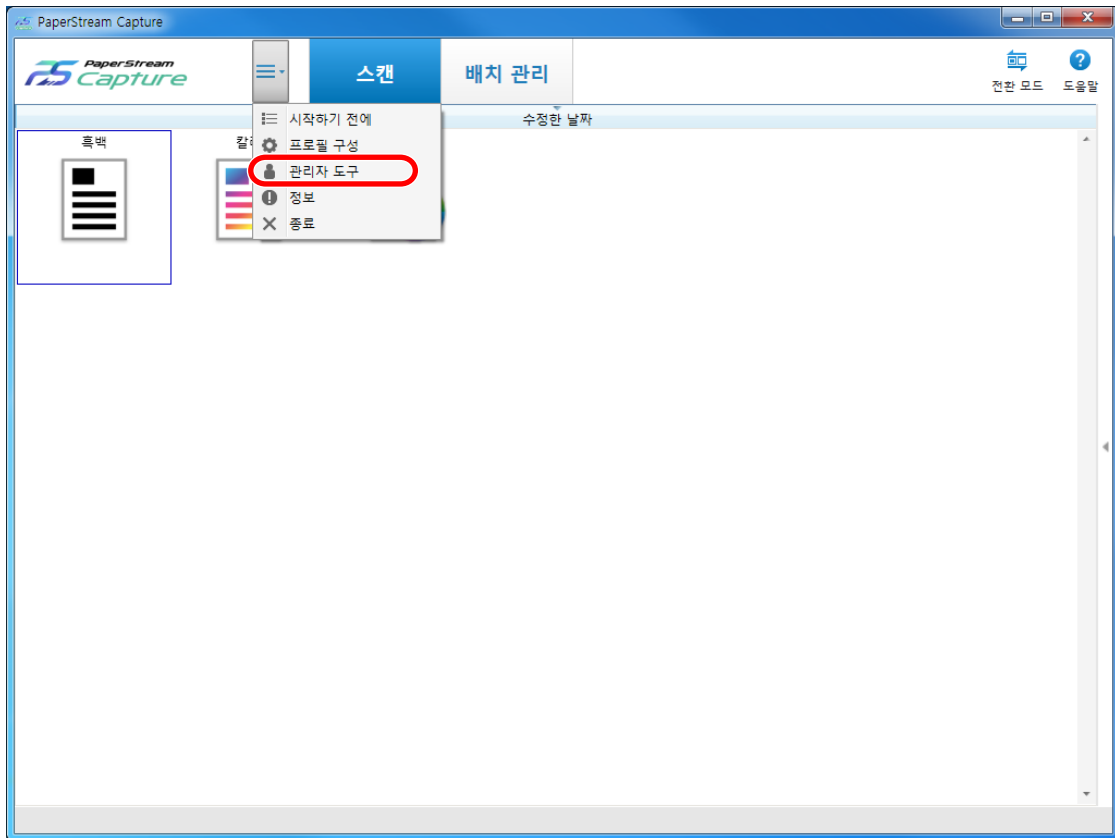 PaperStream Capture
PaperStream
Capture
스캔
배치 관리
전환 모드
도움말
수정한 날짜
시작하기 전에
프로필 구성
관리자 도구
정보
종료
흑백